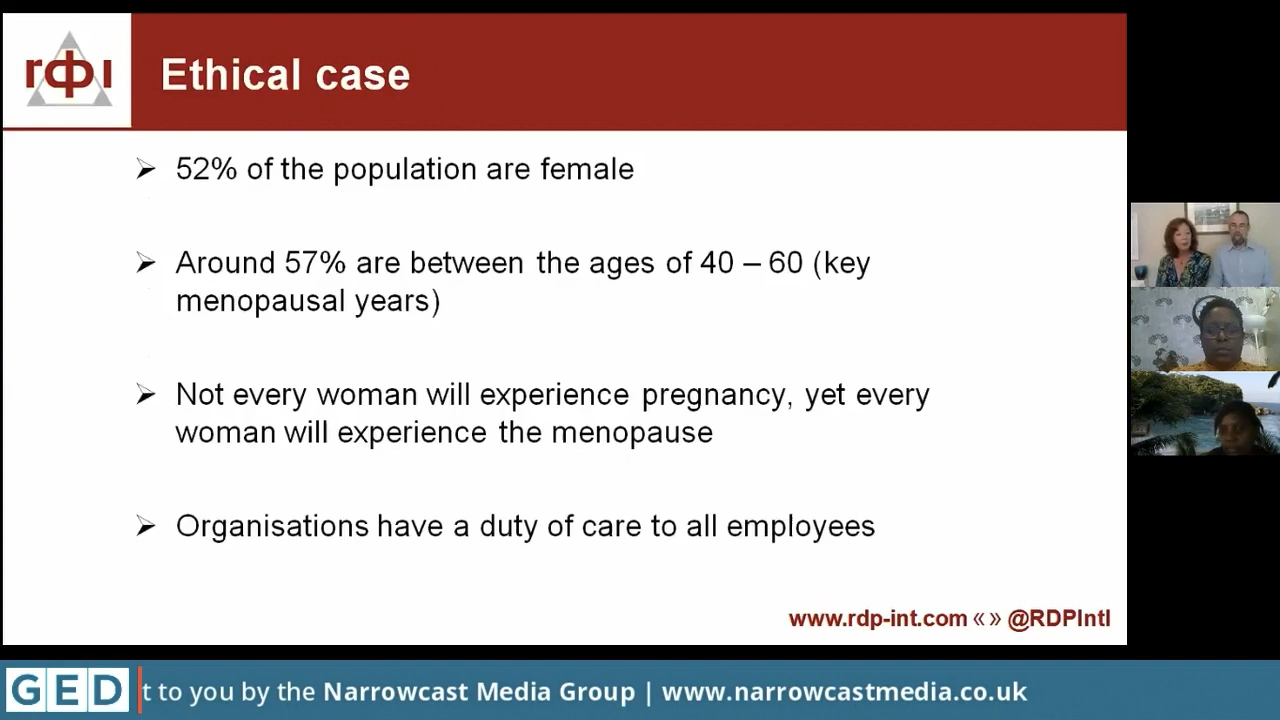 rφι
Ethical case
52% of the population are female
Around 57% are between the ages of 40 – 60 (key
menopausal years)
Not every woman will experience pregnancy, yet every
woman will experience the menopause
Organisations have a duty of care to all employees
www.rdp-int.com «» @RDPIntl
GED t to you by the Narrowcast Media Group | www.narrowcastmedia.co.uk